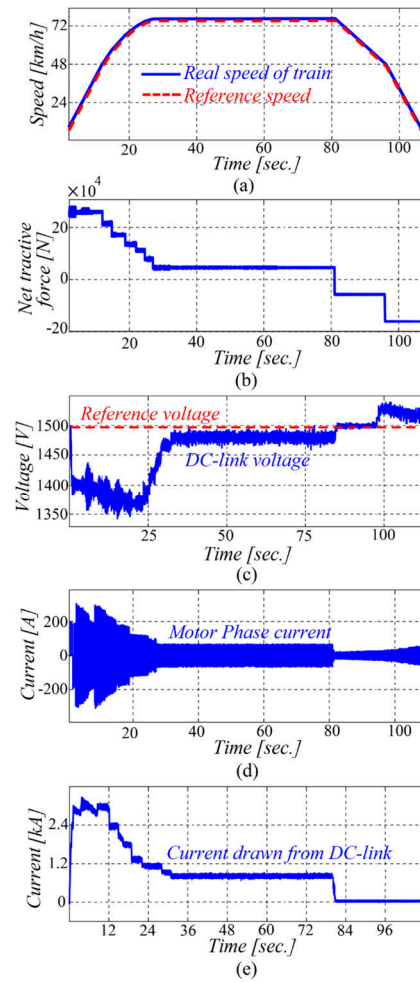 72
48
24
Speed [km/h]
Real speed of train
Reference speed
20 40 60 80 100
Time [sec.]
(a)
×10⁴
20
0
-20
Net tractive
force [N]
20 40 60 80 100
Time [sec.]
(b)
Reference voltage
1500
1400
1350
Voltage [V]
DC-link voltage
25 50 75 100
Time [sec.]
(c)
200
0
-200
Current [A]
Motor Phase current
20 40 60 80 100
Time [sec.]
(d)
2.4
1.2
0
Current [kA]
Current drawn from DC-link
12 24 36 48 60 72 84 96
Time [sec.]
(e)